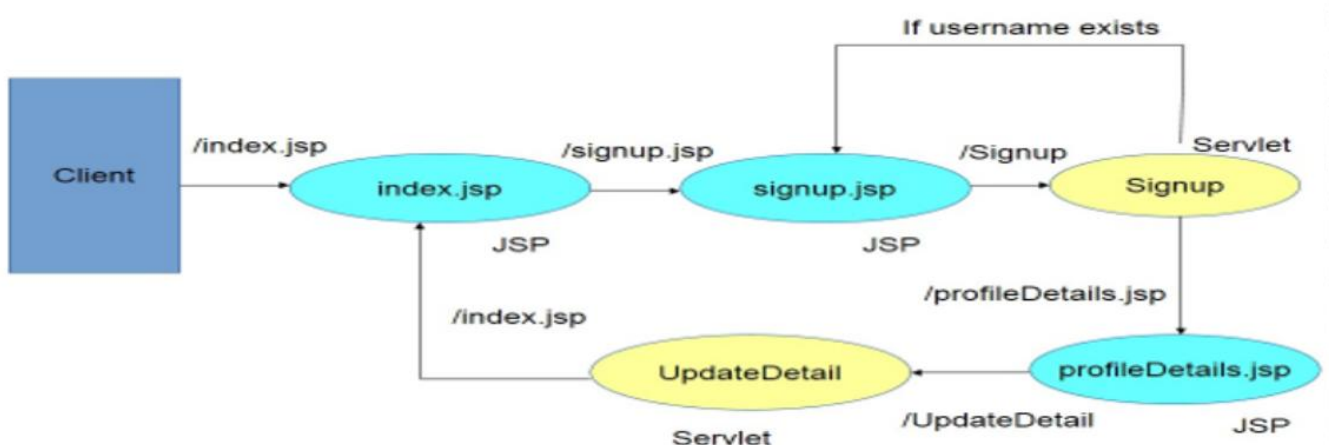 If username exists
/index.jsp
/signup.jsp
/Signup
Servlet
Client
index.jsp
signup.jsp
Signup
JSP
JSP
/profileDetails.jsp
/index.jsp
UpdateDetail
profileDetails.jsp
/UpdateDetail
JSP
Servlet